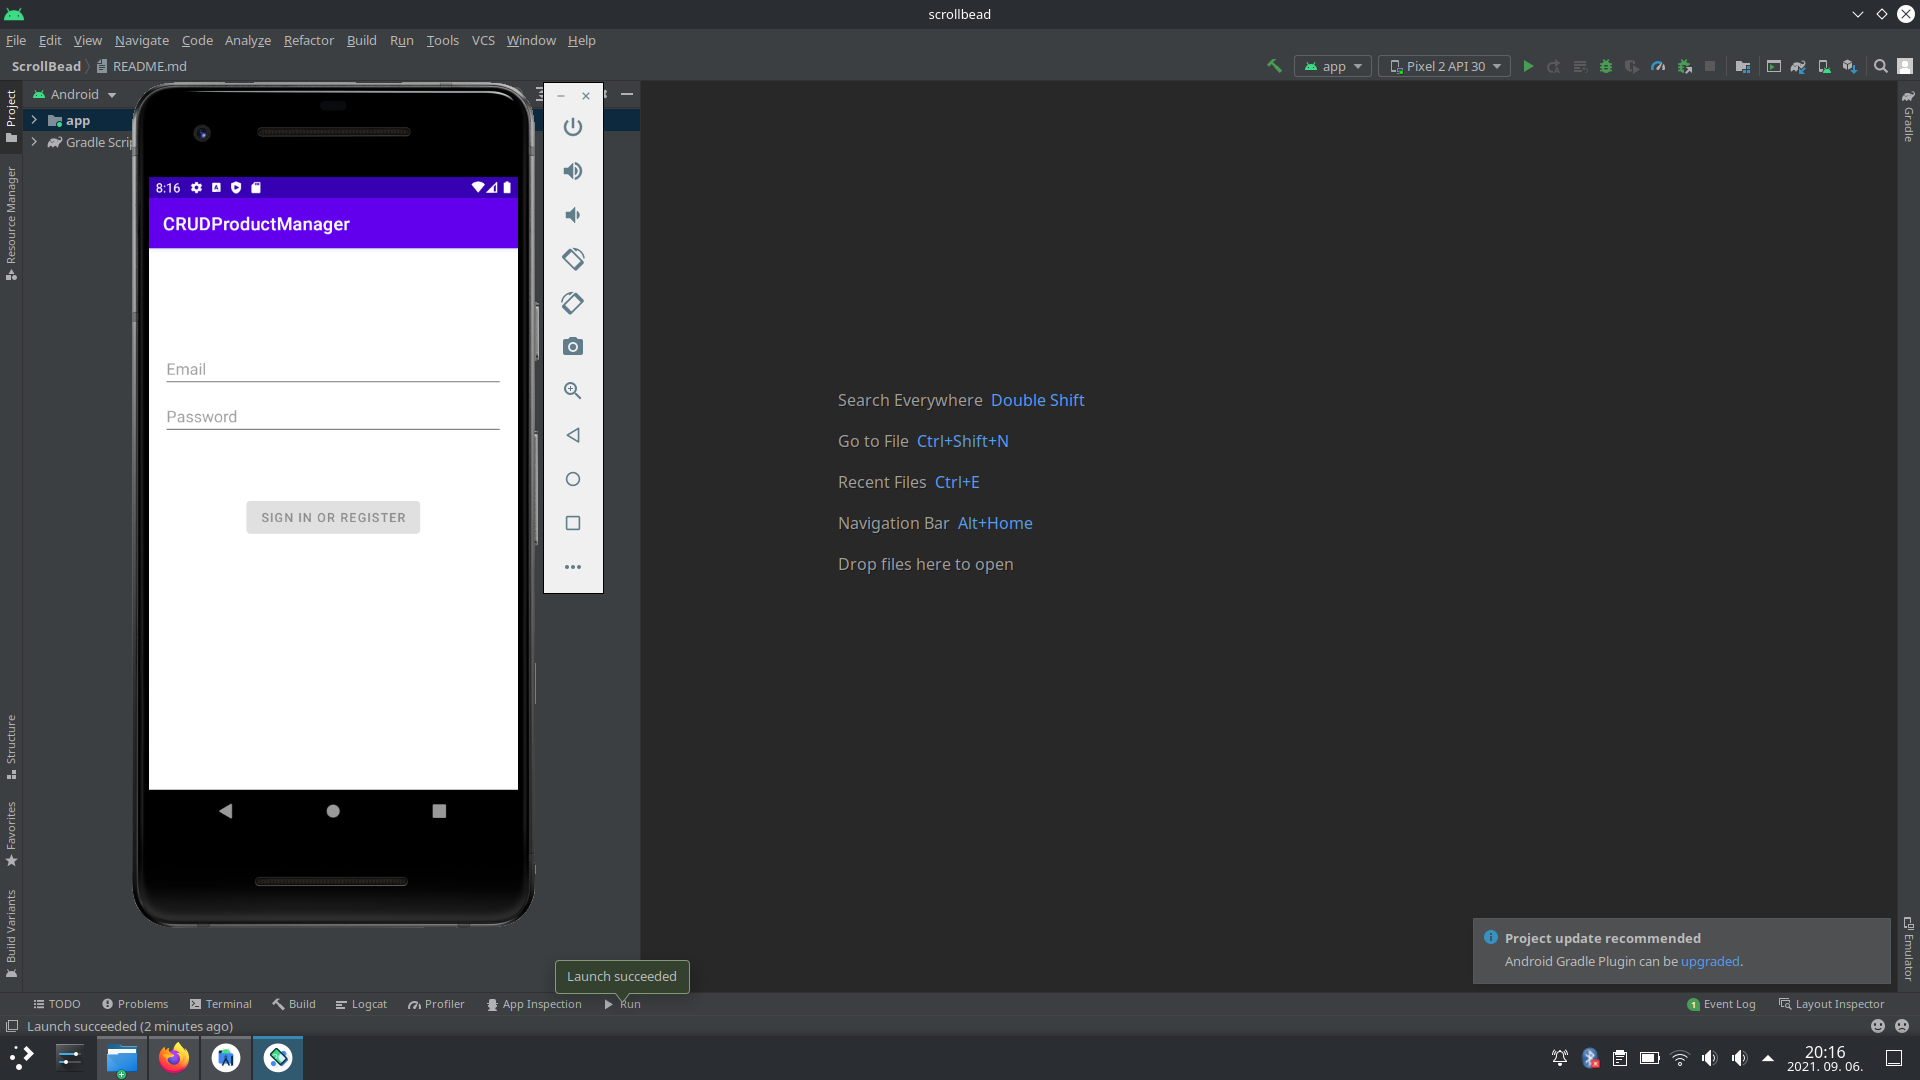 scrollbead
File Edit View Navigate Code Analyze Refactor Build Run Tools VCS Window Help
ScrollBead README.md
app Pixel 2 API 30
Project
Android
app
Gradle Scrip
Resource Manager
Structure
Favorites
Build Variants
8:16
CRUDProductManager
Email
Password
SIGN IN OR REGISTER
Search Everywhere Double Shift
Go to File Ctrl+Shift+N
Recent Files Ctrl+E
Navigation Bar Alt+Home
Drop files here to open
Gradle
Emulator
Project update recommended
Android Gradle Plugin can be upgraded.
Launch succeeded
TODO Problems Terminal Build Logcat Profiler App Inspection Run
1 Event Log Layout Inspector
Launch succeeded (2 minutes ago)
20:16
2021. 09. 06.